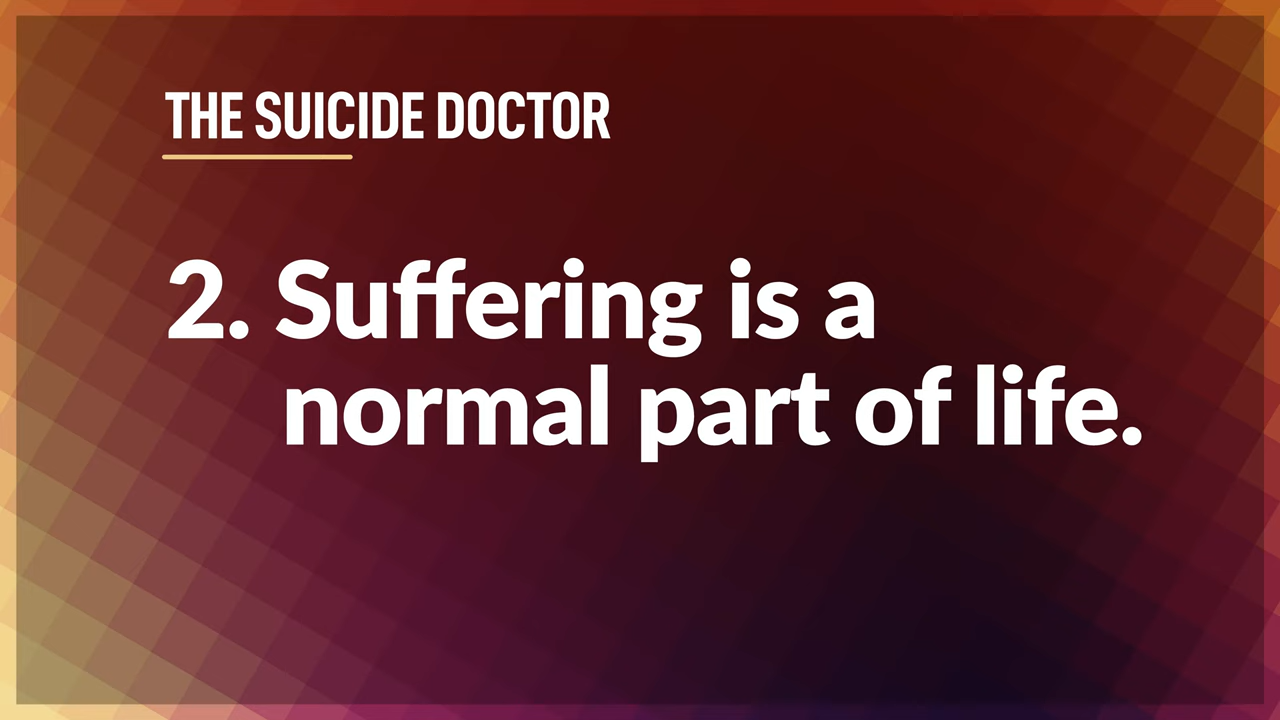 THE SUICIDE DOCTOR
2. Suffering is a
normal part of life.